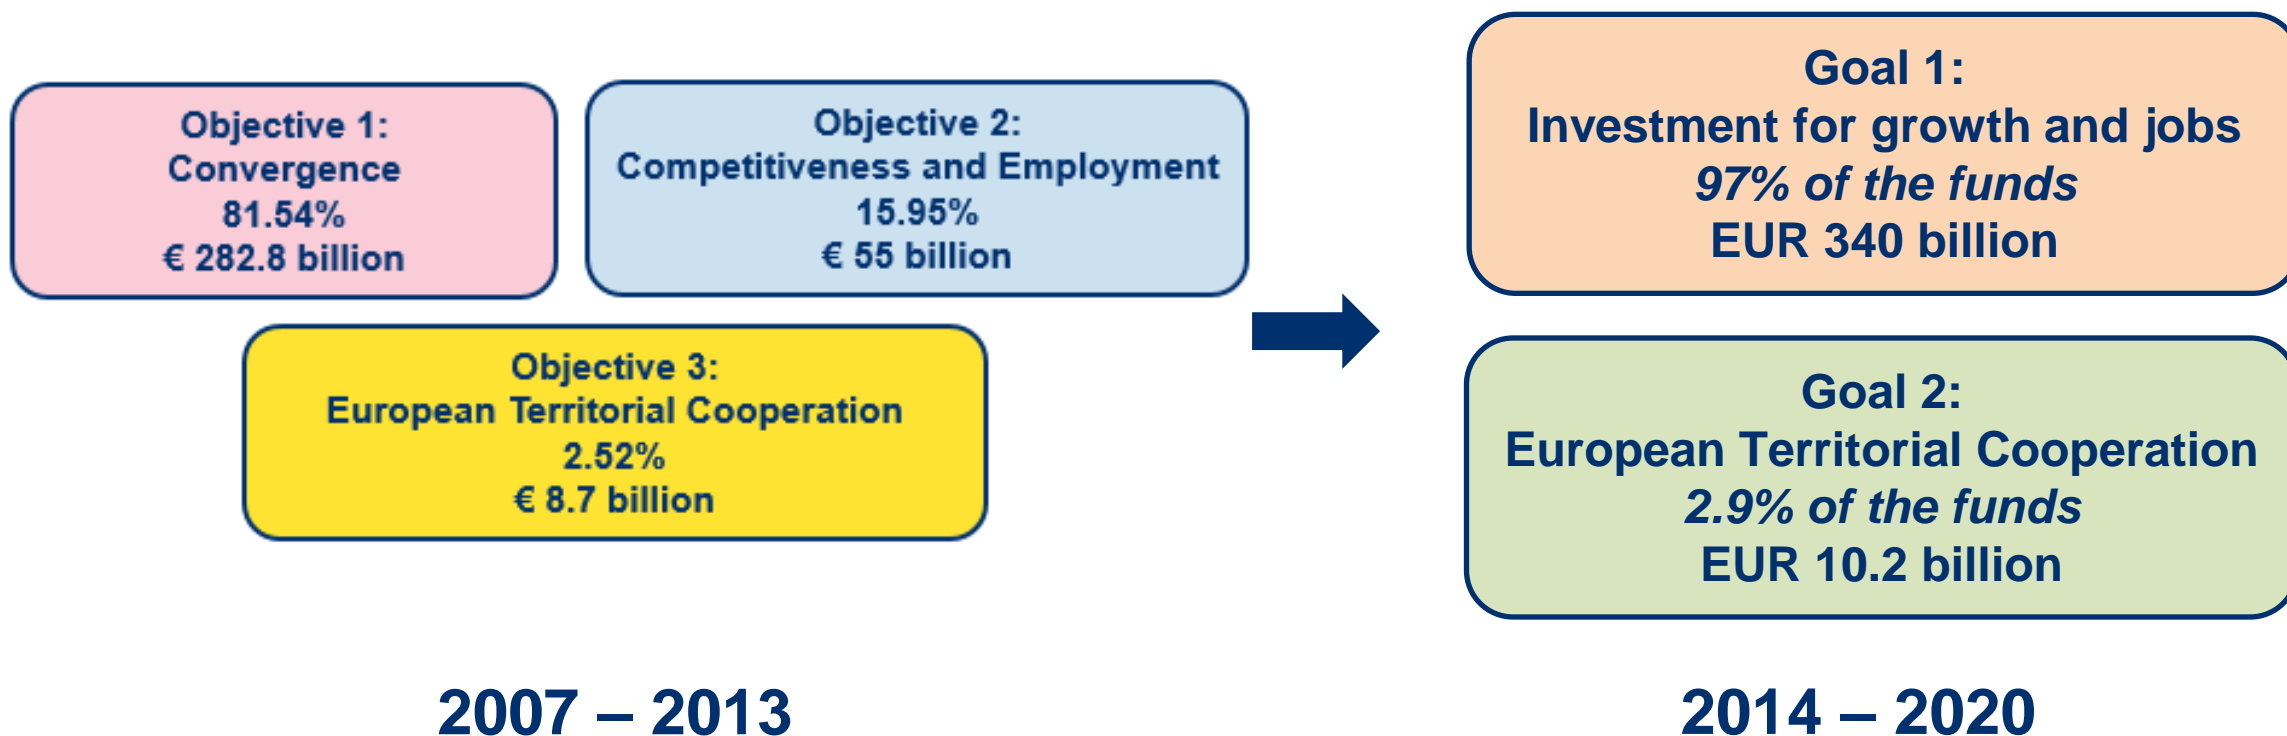 Objective 1:
Convergence
81.54%
€ 282.8 billion
Objective 2:
Competitiveness and Employment
15.95%
€ 55 billion
Objective 3:
European Territorial Cooperation
2.52%
€ 8.7 billion
2007 – 2013
Goal 1:
Investment for growth and jobs
97% of the funds
EUR 340 billion
Goal 2:
European Territorial Cooperation
2.9% of the funds
EUR 10.2 billion
2014 – 2020